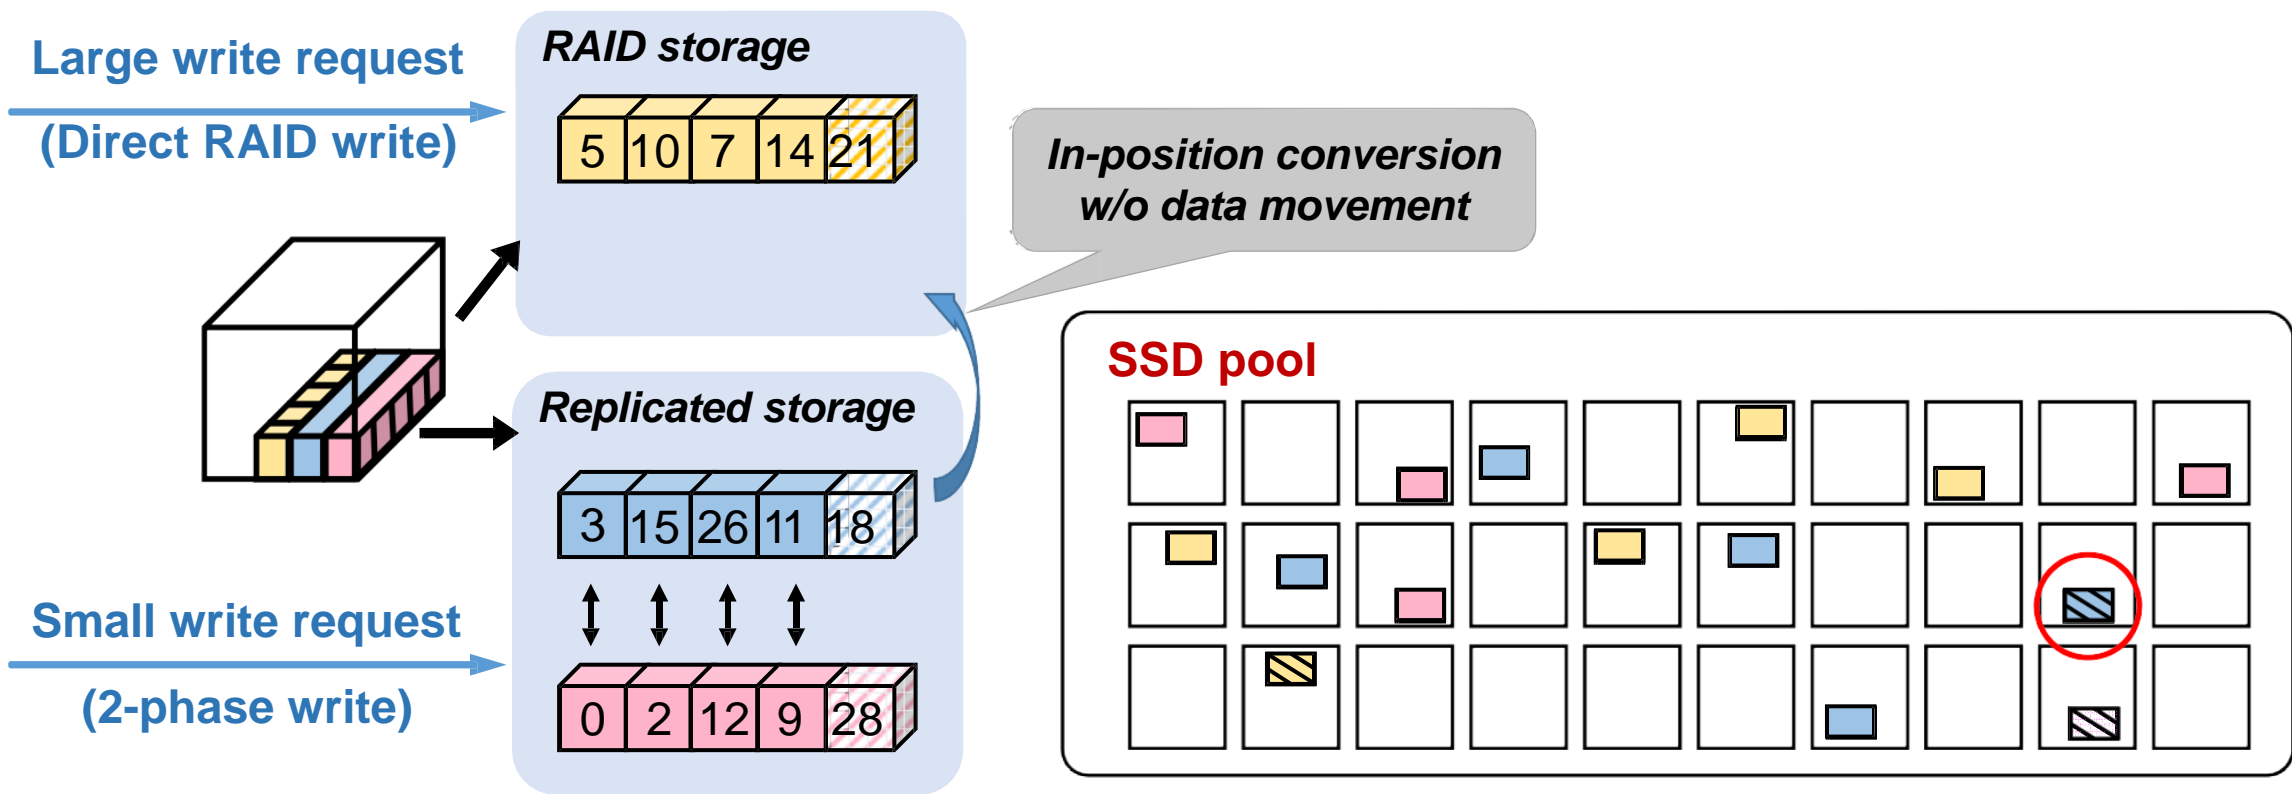 Large write request
(Direct RAID write)
RAID storage
5 10 7 14 21
In-position conversion
w/o data movement
Replicated storage
3 15 26 11 18
Small write request
(2-phase write)
0 2 12 9 28
SSD pool